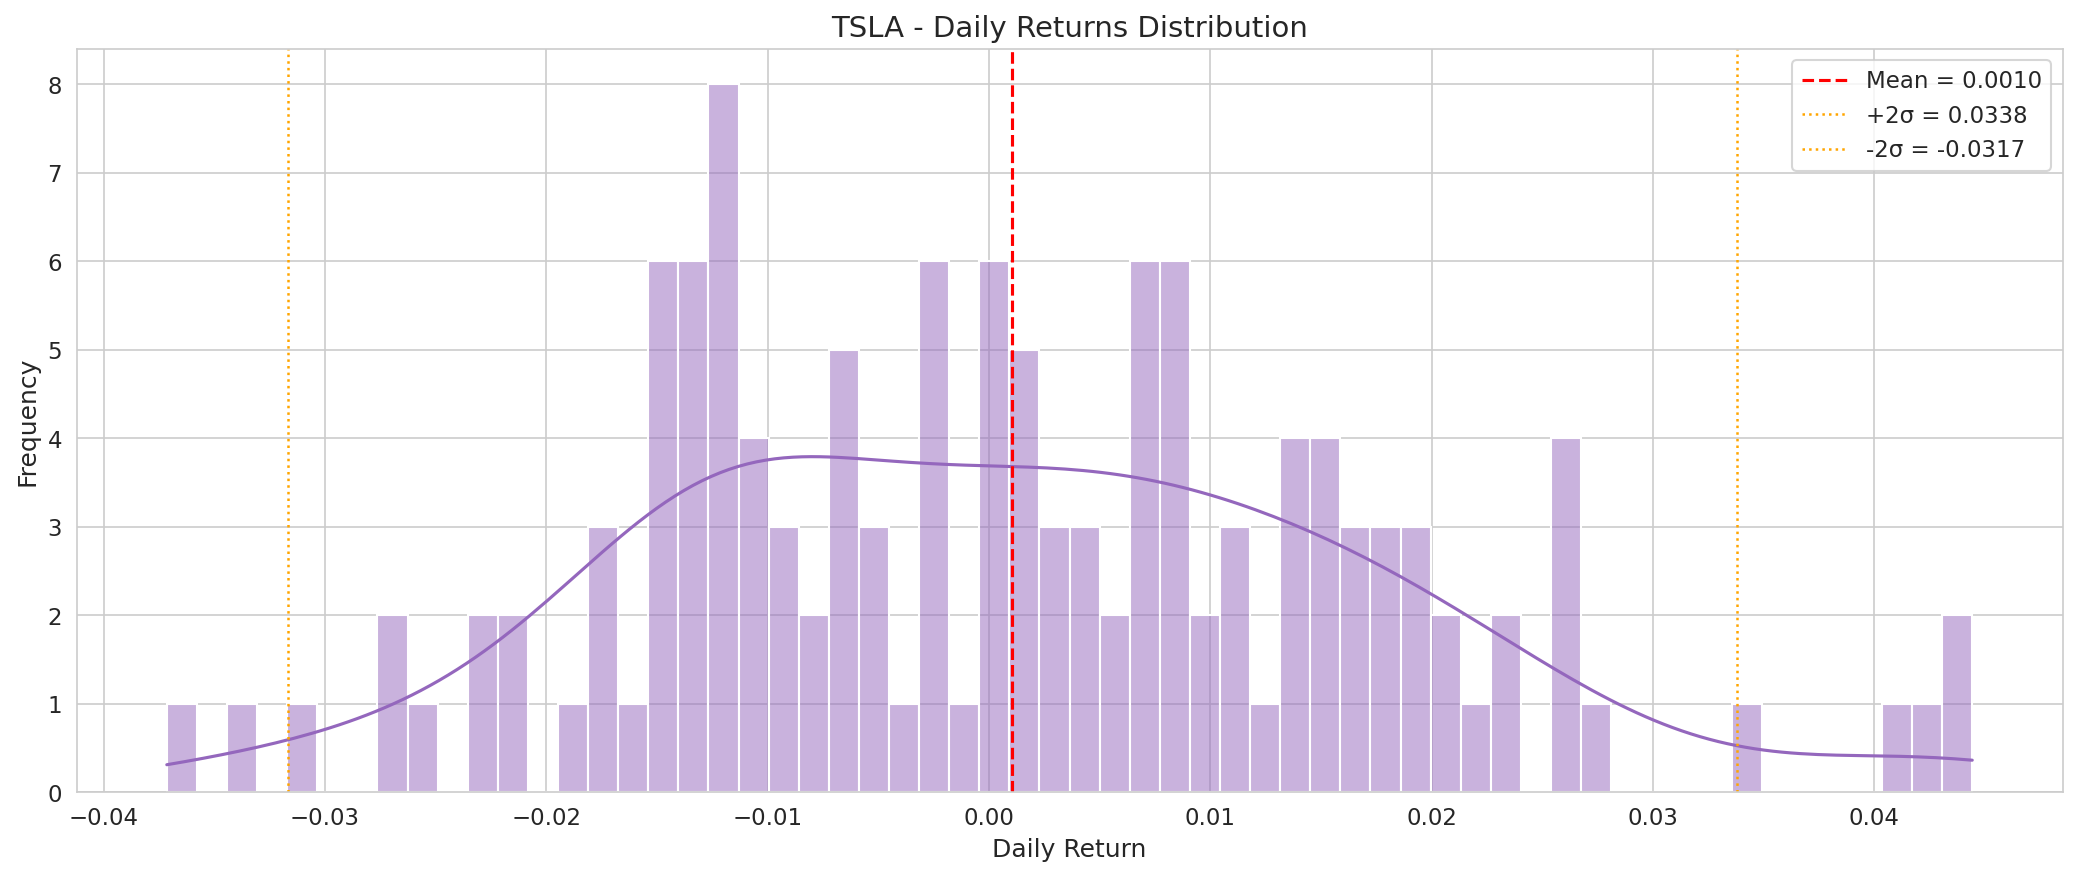 TSLA - Daily Returns Distribution
Mean = 0.0010
+2σ = 0.0338
-2σ = -0.0317
8
7
6
5
4
3
2
1
0
Frequency
−0.04 −0.03 −0.02 −0.01 0.00 0.01 0.02 0.03 0.04
Daily Return